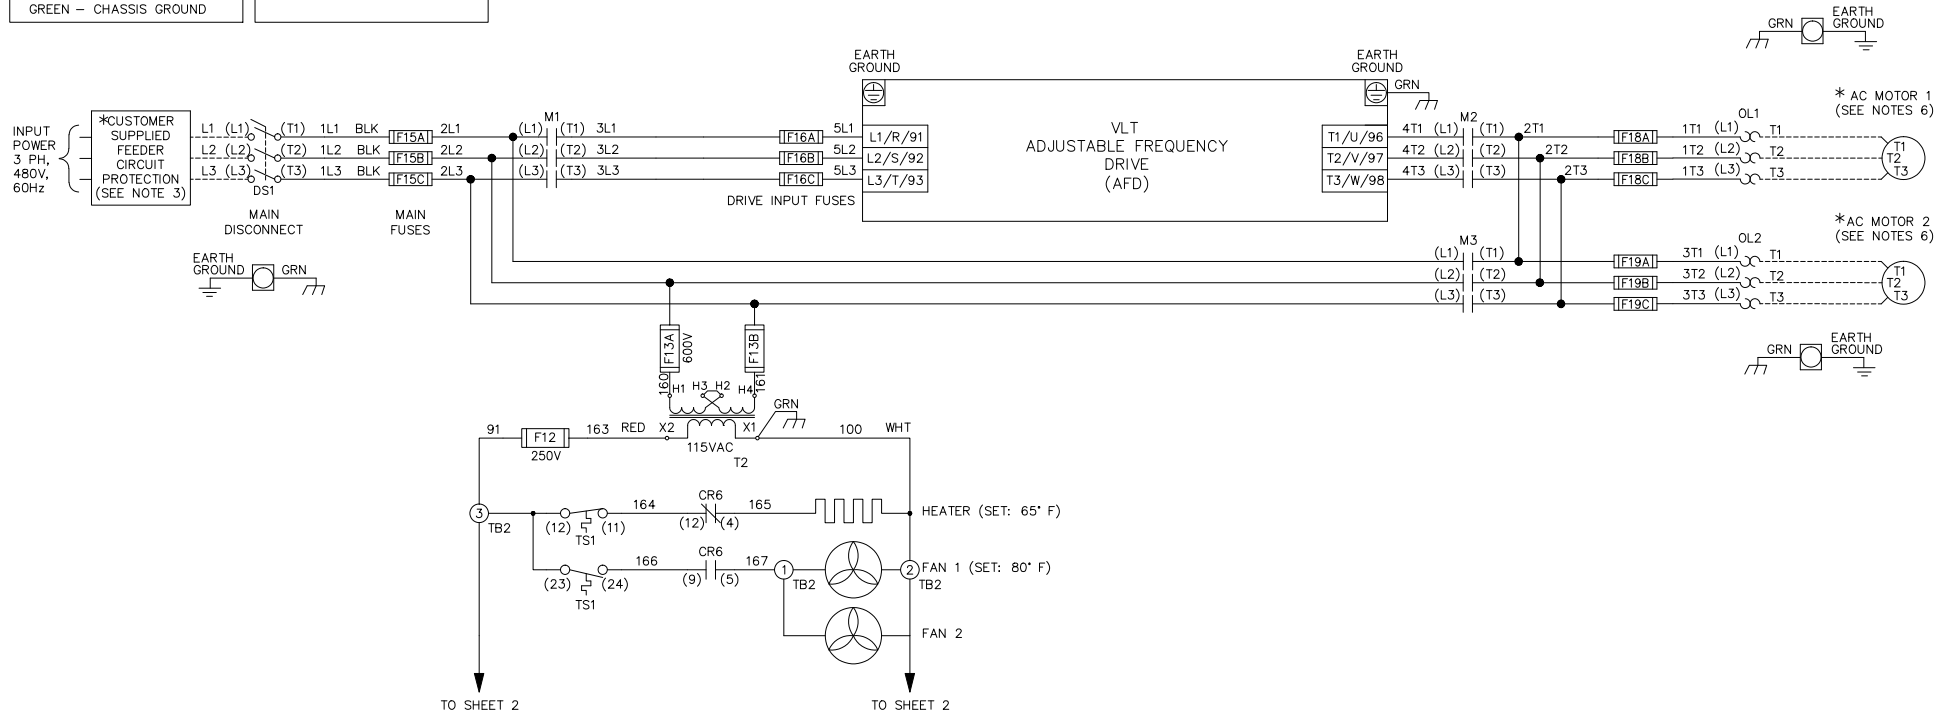 GREEN – CHASSIS GROUND
GRN
EARTH
GROUND
EARTH
GROUND
EARTH
GROUND
GRN
INPUT
POWER
3 PH,
480V,
60Hz
*CUSTOMER
SUPPLIED
FEEDER
CIRCUIT
PROTECTION
(SEE NOTE 3)
L1 (L1) (T1) 1L1 BLK F15A 2L1 (L1) M1 (T1) 3L1 F16A 5L1 L1/R/91
L2 (L2) (T2) 1L2 BLK F15B 2L2 (L2) (T2) 3L2 F16B 5L2 L2/S/92
L3 (L3) (T3) 1L3 BLK F15C 2L3 (L3) (T3) 3L3 F16C 5L3 L3/T/93
DS1
MAIN
DISCONNECT
MAIN
FUSES
DRIVE INPUT FUSES
VLT
ADJUSTABLE FREQUENCY
DRIVE
(AFD)
M2
OL1
* AC MOTOR 1
(SEE NOTES 6)
T1/U/96 4T1 (L1) (T1) 2T1 F18A 1T1 (L1) T1
T2/V/97 4T2 (L2) (T2) 2T2 F18B 1T2 (L2) T2
T3/W/98 4T3 (L3) (T3) 2T3 F18C 1T3 (L3) T3
T1
T2
T3
*AC MOTOR 2
(SEE NOTES 6)
M3
OL2
(L1) (T1) F19A 3T1 (L1) T1
(L2) (T2) F19B 3T2 (L2) T2
(L3) (T3) F19C 3T3 (L3) T3
T1
T2
T3
EARTH
GROUND
GRN
GRN
EARTH
GROUND
F13A
600V
F13B
160
161
H1 H3 H2 H4
GRN
91 F12 163 RED X2 X1 100 WHT
250V
115VAC
T2
3
TB2
164 CR6 165
(12) (11) (12) (4)
TS1
HEATER (SET: 65° F)
166 CR6 167
(23) (24) (9) (5)
TS1
1
TB2
2
TB2
FAN 1 (SET: 80° F)
FAN 2
TO SHEET 2
TO SHEET 2